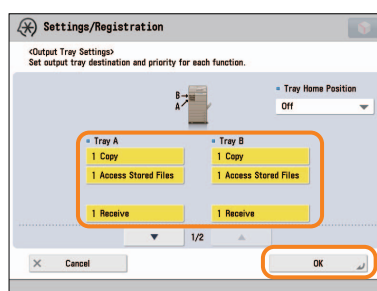 Settings/Registration
<Output Tray Settings>
Set output tray destination and priority for each function.
B
A
Tray Home Position
Off
Tray A
Tray B
1 Copy
1 Copy
1 Access Stored Files
1 Access Stored Files
1 Receive
1 Receive
1/2
Cancel
OK